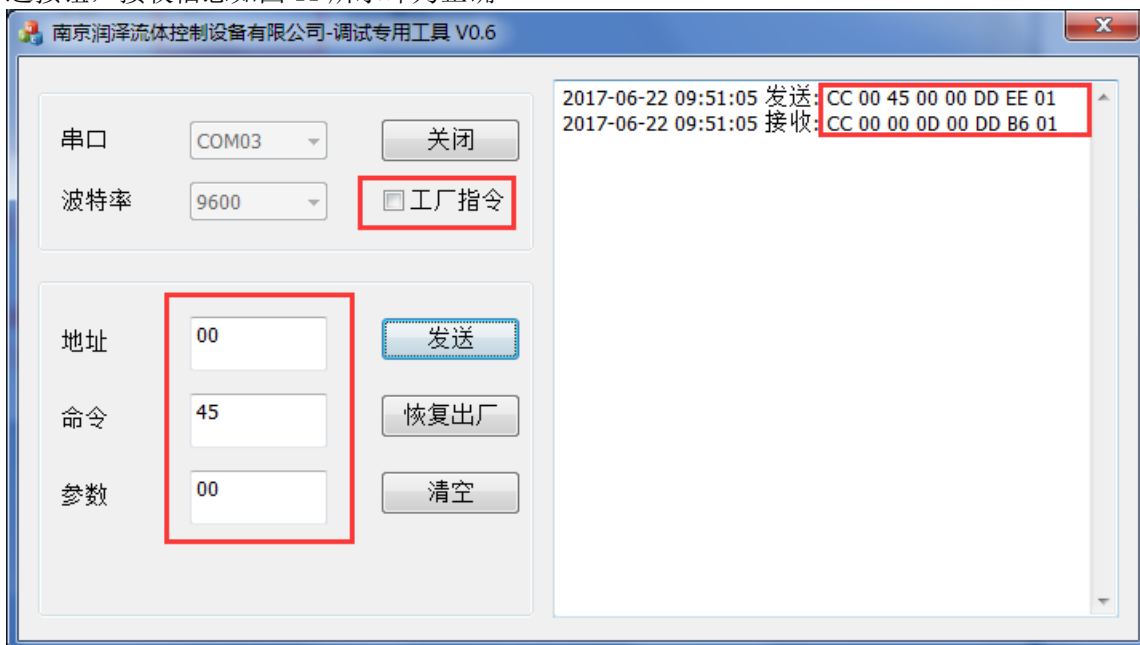 南京润泽流体控制设备有限公司-调试专用工具 V0.6
串口 COM03 关闭
波特率 9600 工厂指令
地址 00 发送
命令 45 恢复出厂
参数 00 清空
2017-06-22 09:51:05 发送: CC 00 45 00 00 DD EE 01
2017-06-22 09:51:05 接收: CC 00 00 0D 00 DD B6 01